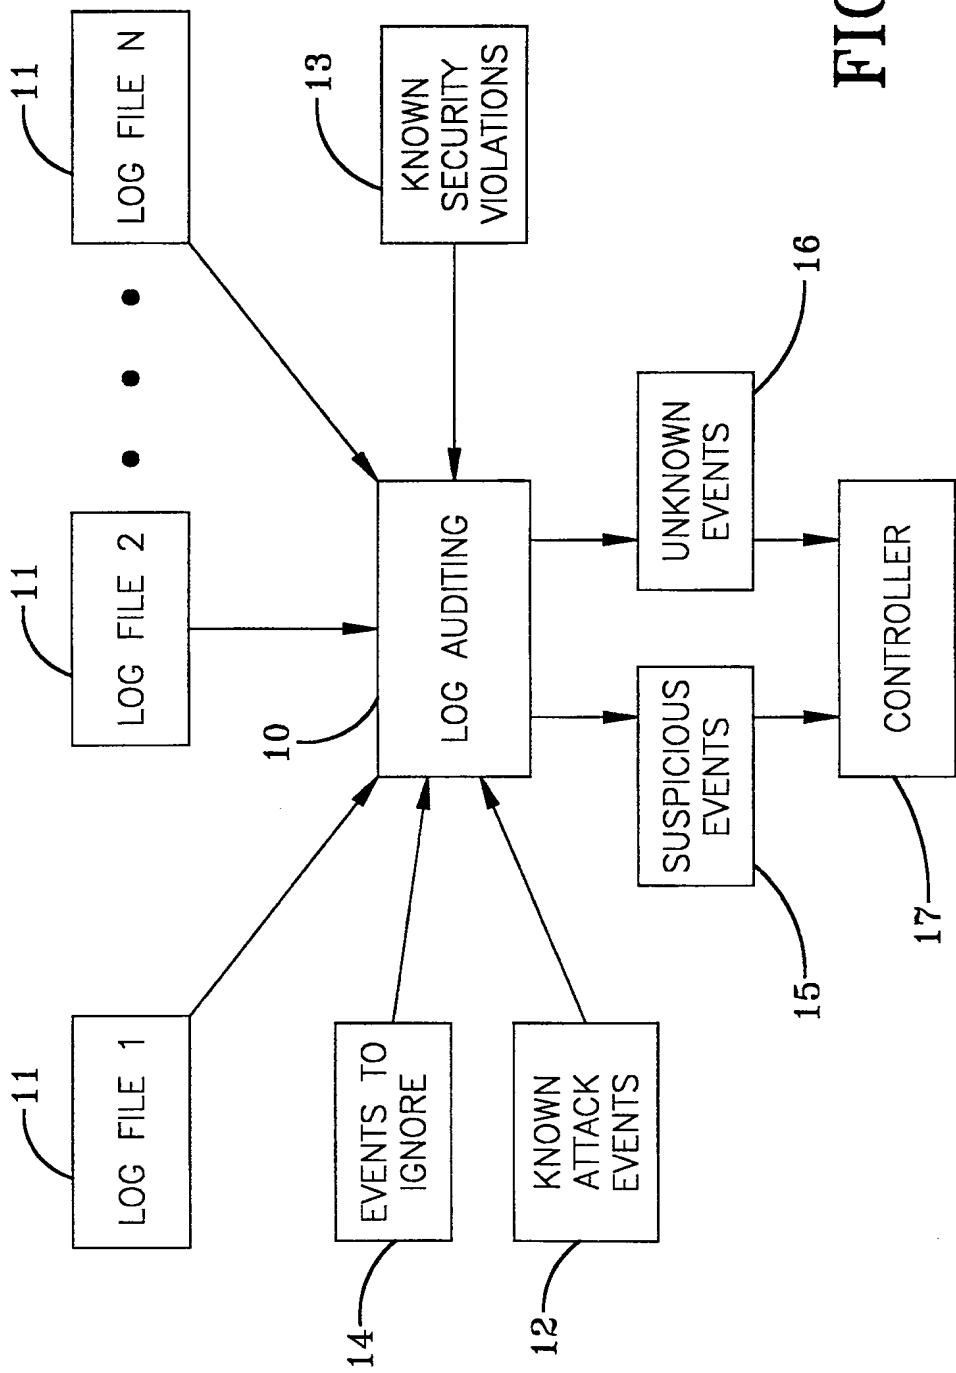 11
LOG FILE 1
11
LOG FILE 2
11
LOG FILE N
14
EVENTS TO
IGNORE
12
KNOWN
ATTACK
EVENTS
10
LOG AUDITING
13
KNOWN
SECURITY
VIOLATIONS
15
SUSPICIOUS
EVENTS
16
UNKNOWN
EVENTS
17
CONTROLLER